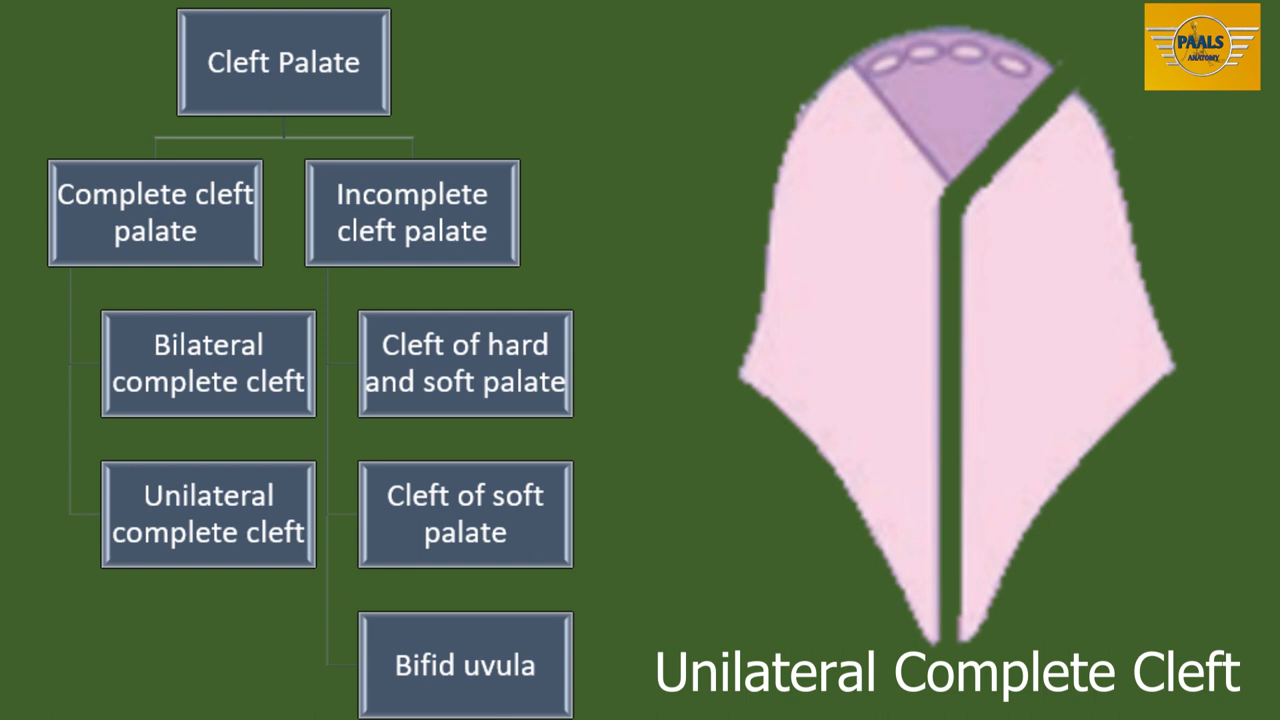 Cleft Palate
Complete cleft
palate
Incomplete
cleft palate
Bilateral
complete cleft
Cleft of hard
and soft palate
Unilateral
complete cleft
Cleft of soft
palate
Bifid uvula
PAALS
ANATOMY
Unilateral Complete Cleft